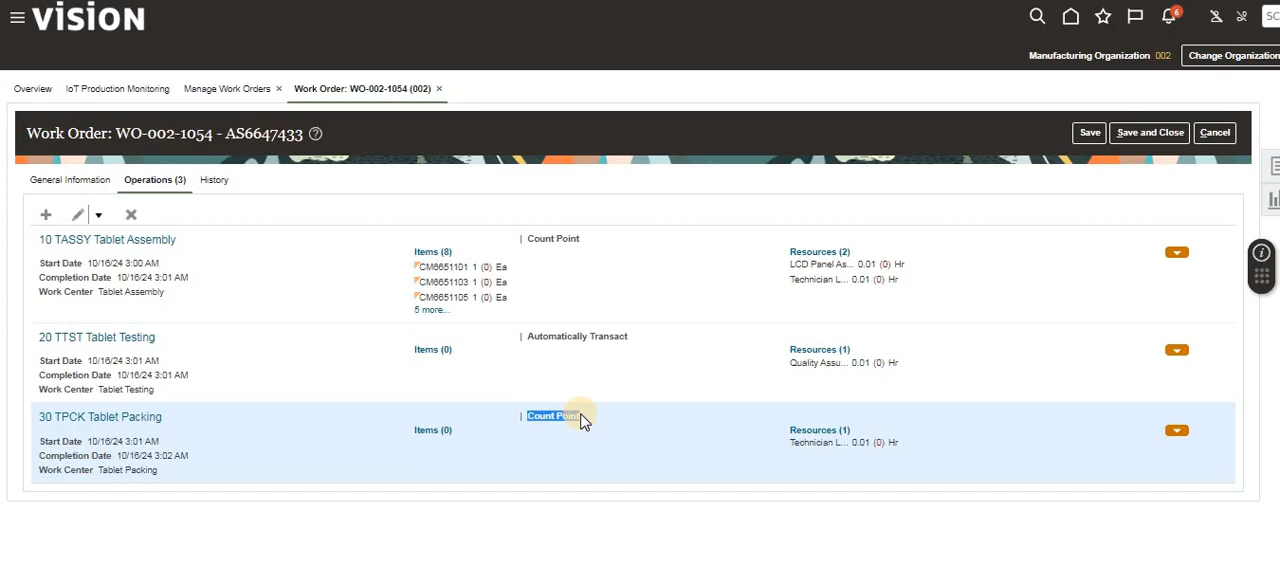 vision
6
SC
Manufacturing Organization 002
Change Organization
Overview
IoT Production Monitoring
Manage Work Orders ×
Work Order: WO-002-1054 (002) ×
Work Order: WO-002-1054 - AS6647433 ?
Save
Save and Close
Cancel
General Information
Operations (3)
History
10 TASSY Tablet Assembly
Start Date 10/16/24 3:00 AM
Completion Date 10/16/24 3:01 AM
Work Center Tablet Assembly
Items (8)
CM6651101 1 (0) Ea
CM6651103 1 (0) Ea
CM6651105 1 (0) Ea
5 more...
| Count Point
Resources (2)
LCD Panel As... 0.01 (0) Hr
Technician L... 0.01 (0) Hr
20 TTST Tablet Testing
Start Date 10/16/24 3:01 AM
Completion Date 10/16/24 3:01 AM
Work Center Tablet Testing
Items (0)
| Automatically Transact
Resources (1)
Quality Assu... 0.01 (0) Hr
30 TPCK Tablet Packing
Start Date 10/16/24 3:01 AM
Completion Date 10/16/24 3:02 AM
Work Center Tablet Packing
Items (0)
| Count Point
Resources (1)
Technician L... 0.01 (0) Hr